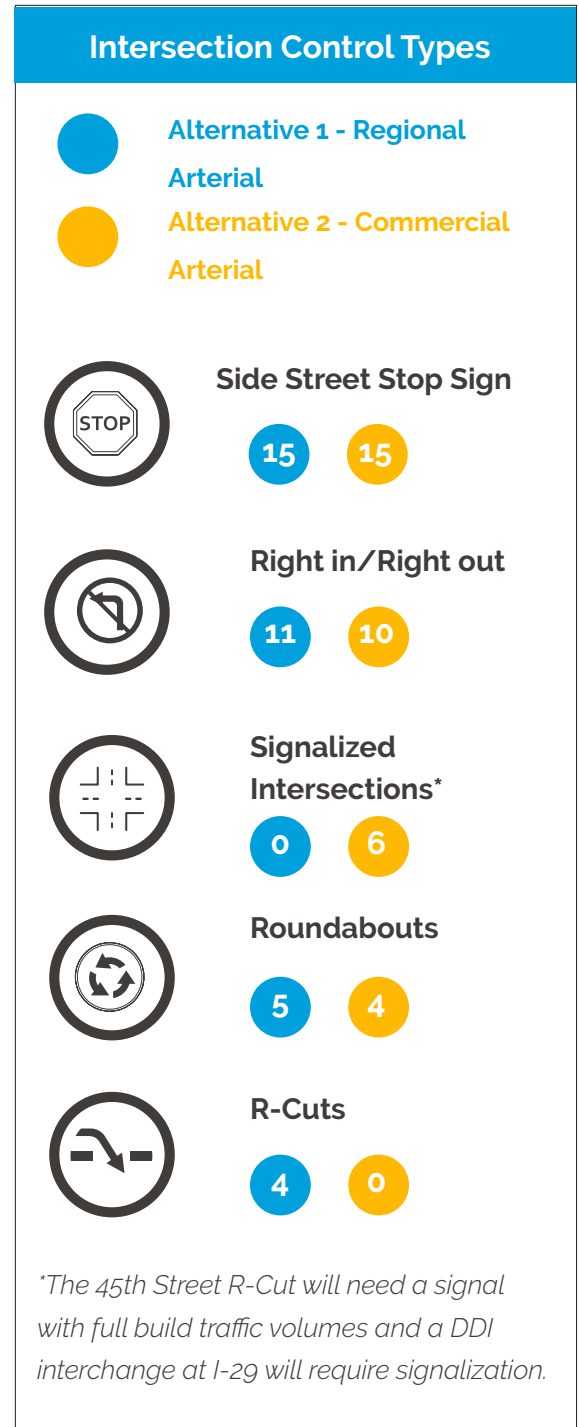 Intersection Control Types
Alternative 1 - Regional
Arterial
Alternative 2 - Commercial
Arterial
Side Street Stop Sign
STOP
15 15
Right in/Right out
11 10
Signalized
Intersections*
0 6
Roundabouts
5 4
R-Cuts
4 0
*The 45th Street R-Cut will need a signal
with full build traffic volumes and a DDI
interchange at I-29 will require signalization.